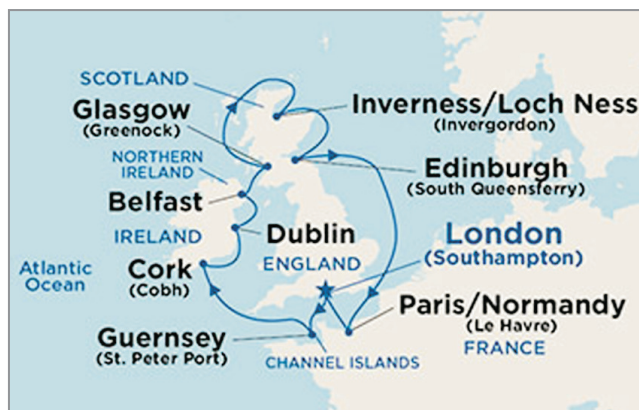 SCOTLAND
Glasgow
(Greenock)
Inverness/Loch Ness
(Invergordon)
NORTHERN
IRELAND
Edinburgh
(South Queensferry)
Belfast
Dublin
IRELAND
ENGLAND
London
(Southampton)
Atlantic
Ocean
Cork
(Cobh)
Paris/Normandy
(Le Havre)
FRANCE
Guernsey
(St. Peter Port)
CHANNEL ISLANDS